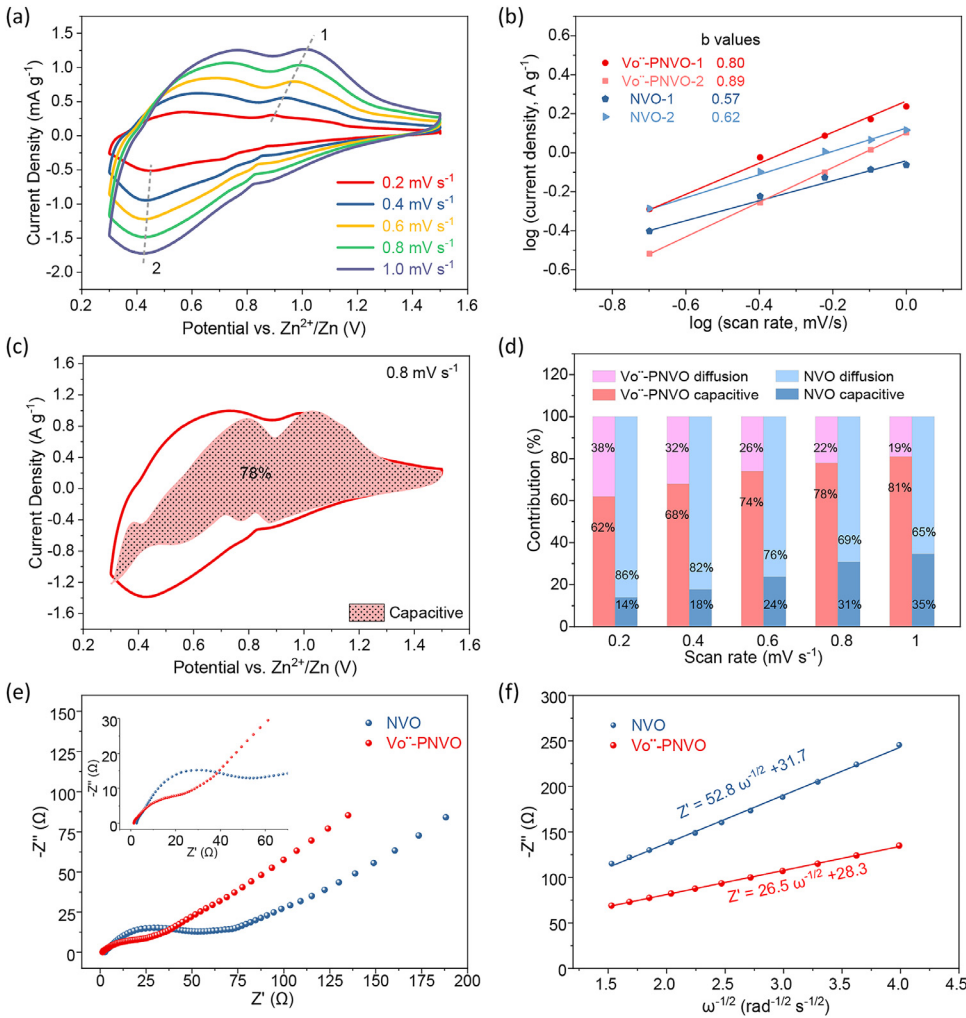 (a)
1.5
1.0
0.5
0.0
-0.5
-1.0
-1.5
-2.0
Current Density (mA g⁻¹)
1
2
0.2 mV s⁻¹
0.4 mV s⁻¹
0.6 mV s⁻¹
0.8 mV s⁻¹
1.0 mV s⁻¹
0.2 0.4 0.6 0.8 1.0 1.2 1.4 1.6
Potential vs. Zn²⁺/Zn (V)
(b)
b values
Vo¨-PNVO-1 0.80
Vo¨-PNVO-2 0.89
NVO-1 0.57
NVO-2 0.62
0.6
0.4
0.2
0.0
-0.2
-0.4
-0.6
log (current density, A g⁻¹)
-0.8 -0.6 -0.4 -0.2 0.0
log (scan rate, mV/s)
(c)
0.8 mV s⁻¹
1.6
1.2
0.8
0.4
0.0
-0.4
-0.8
-1.2
-1.6
Current Density (A g⁻¹)
78%
Capacitive
0.2 0.4 0.6 0.8 1.0 1.2 1.4 1.6
Potential vs. Zn²⁺/Zn (V)
(d)
Vo¨-PNVO diffusion NVO diffusion
Vo¨-PNVO capacitive NVO capacitive
120
100
80
60
40
20
0
Contribution (%)
38% 32% 26% 22% 19%
62% 68% 74% 78% 81%
86% 82% 76% 69% 65%
14% 18% 24% 31% 35%
0.2 0.4 0.6 0.8 1
Scan rate (mV s⁻¹)
(e)
NVO
Vo¨-PNVO
150
125
100
75
50
25
0
-Z'' (Ω)
30
15
0
-Z'' (Ω)
0 20 40 60
Z' (Ω)
0 25 50 75 100 125 150 175 200
Z' (Ω)
(f)
NVO
Vo¨-PNVO
300
250
200
150
100
50
0
-Z'' (Ω)
Z' = 52.8 ω⁻¹/² +31.7
Z' = 26.5 ω⁻¹/² +28.3
1.5 2.0 2.5 3.0 3.5 4.0 4.5
ω⁻¹/² (rad⁻¹/² s⁻¹/²)